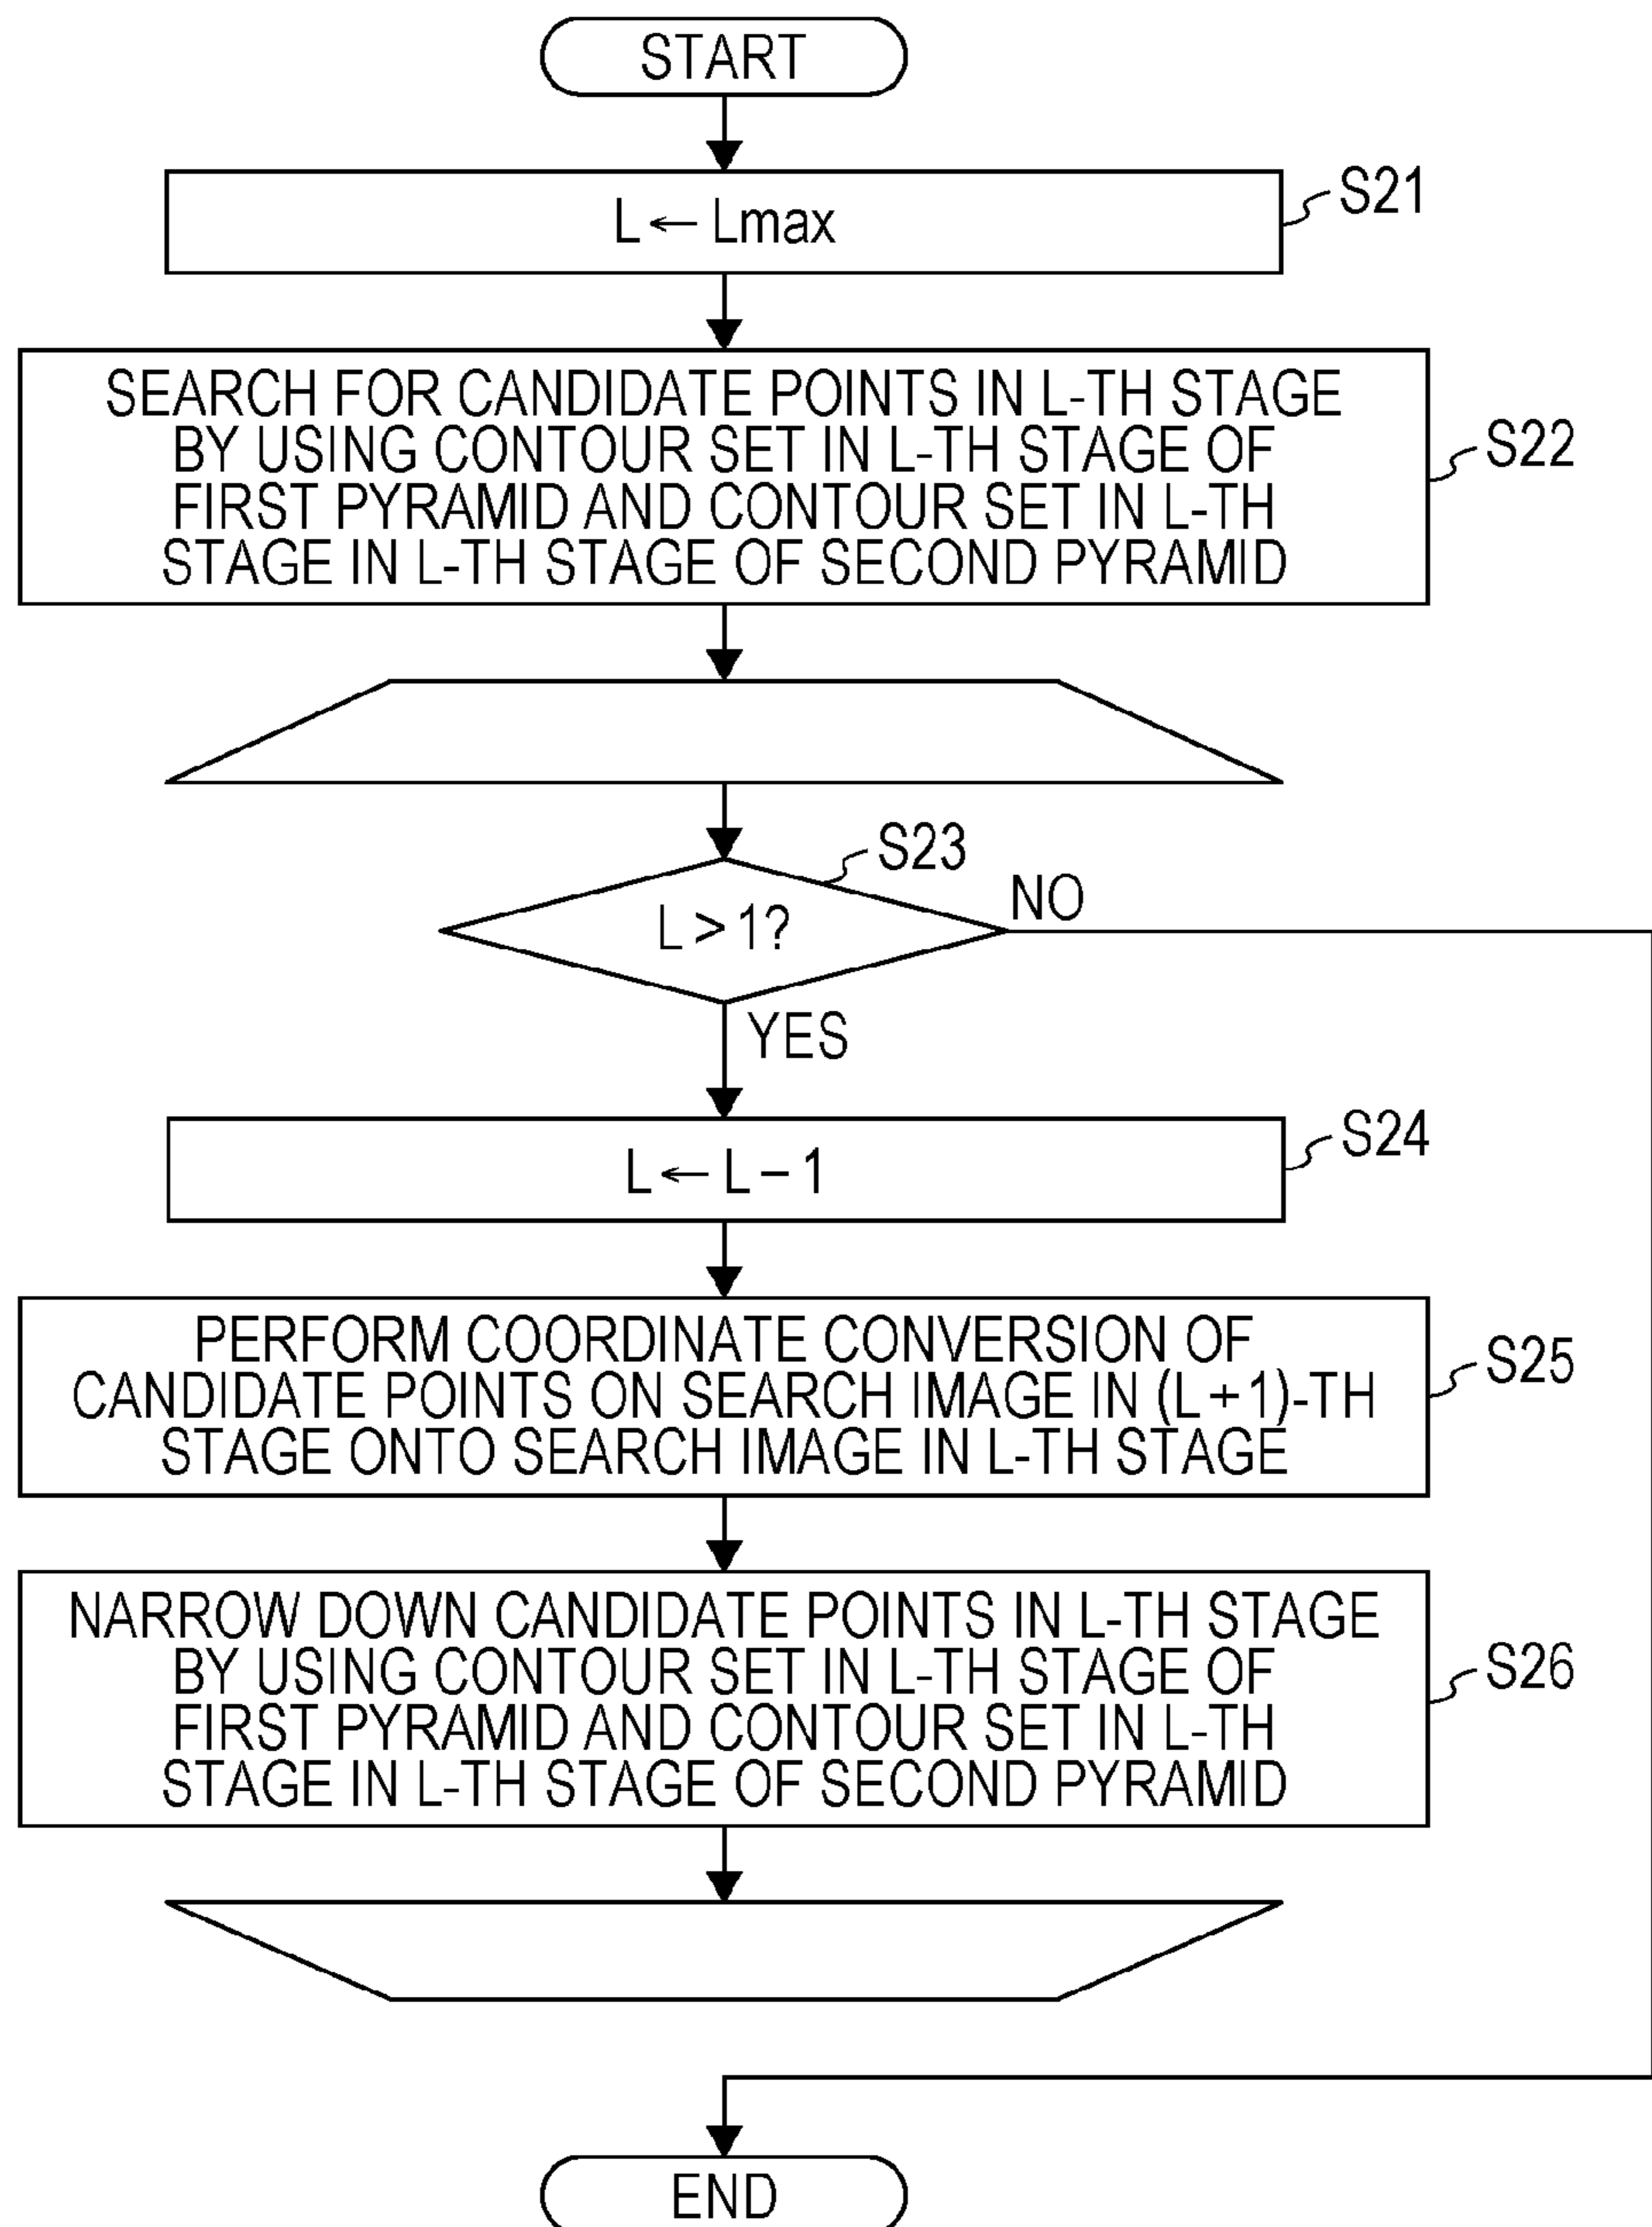 START
L ← Lmax
S21
SEARCH FOR CANDIDATE POINTS IN L-TH STAGE
BY USING CONTOUR SET IN L-TH STAGE OF
FIRST PYRAMID AND CONTOUR SET IN L-TH
STAGE IN L-TH STAGE OF SECOND PYRAMID
S22
S23
L > 1?
NO
YES
L ← L − 1
S24
PERFORM COORDINATE CONVERSION OF
CANDIDATE POINTS ON SEARCH IMAGE IN (L + 1)-TH
STAGE ONTO SEARCH IMAGE IN L-TH STAGE
S25
NARROW DOWN CANDIDATE POINTS IN L-TH STAGE
BY USING CONTOUR SET IN L-TH STAGE OF
FIRST PYRAMID AND CONTOUR SET IN L-TH
STAGE IN L-TH STAGE OF SECOND PYRAMID
S26
END